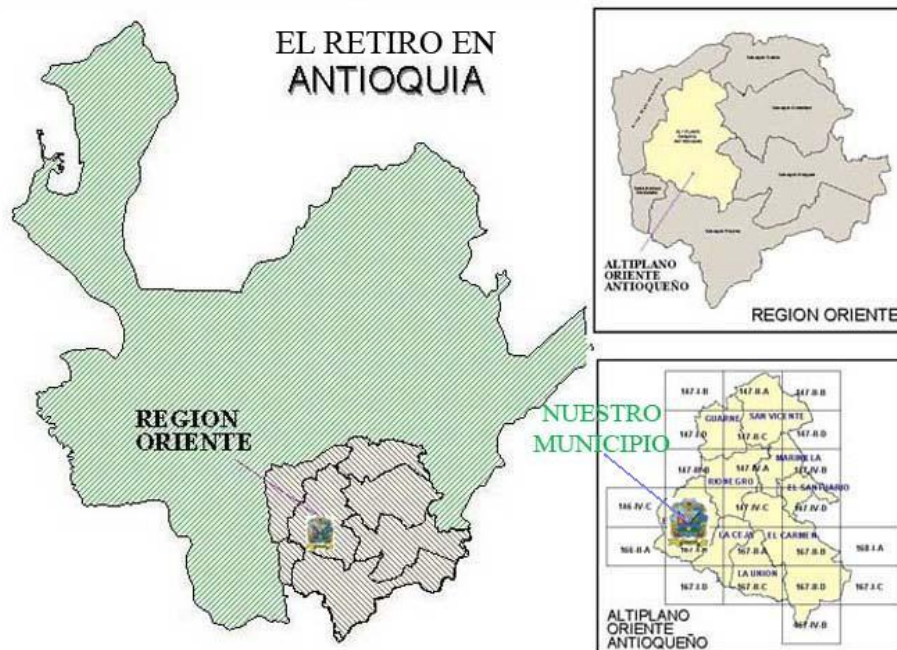 EL RETIRO EN
ANTIOQUIA
REGION
ORIENTE
ALTIPLANO
ORIENTE
ANTIOQUEÑO
REGION ORIENTE
NUESTRO
MUNICIPIO
147-I-B 147-II-A 147-II-B
GUARNE SAN VICENTE
147-I-D 147-II-C 147-II-D
MARINILLA
147-III-B 147-IV-A 147-IV-B
RIONEGRO EL SANTUARIO
146-IV-C 147-IV-C 147-IV-D
LA CEJA EL CARMEN
166-II-A 167-I-B 167-II-A 167-II-B 168-I-A
LA UNION
167-I-D 167-II-C 167-II-D 167-I-C
167-IV-B
ALTIPLANO
ORIENTE
ANTIOQUEÑO